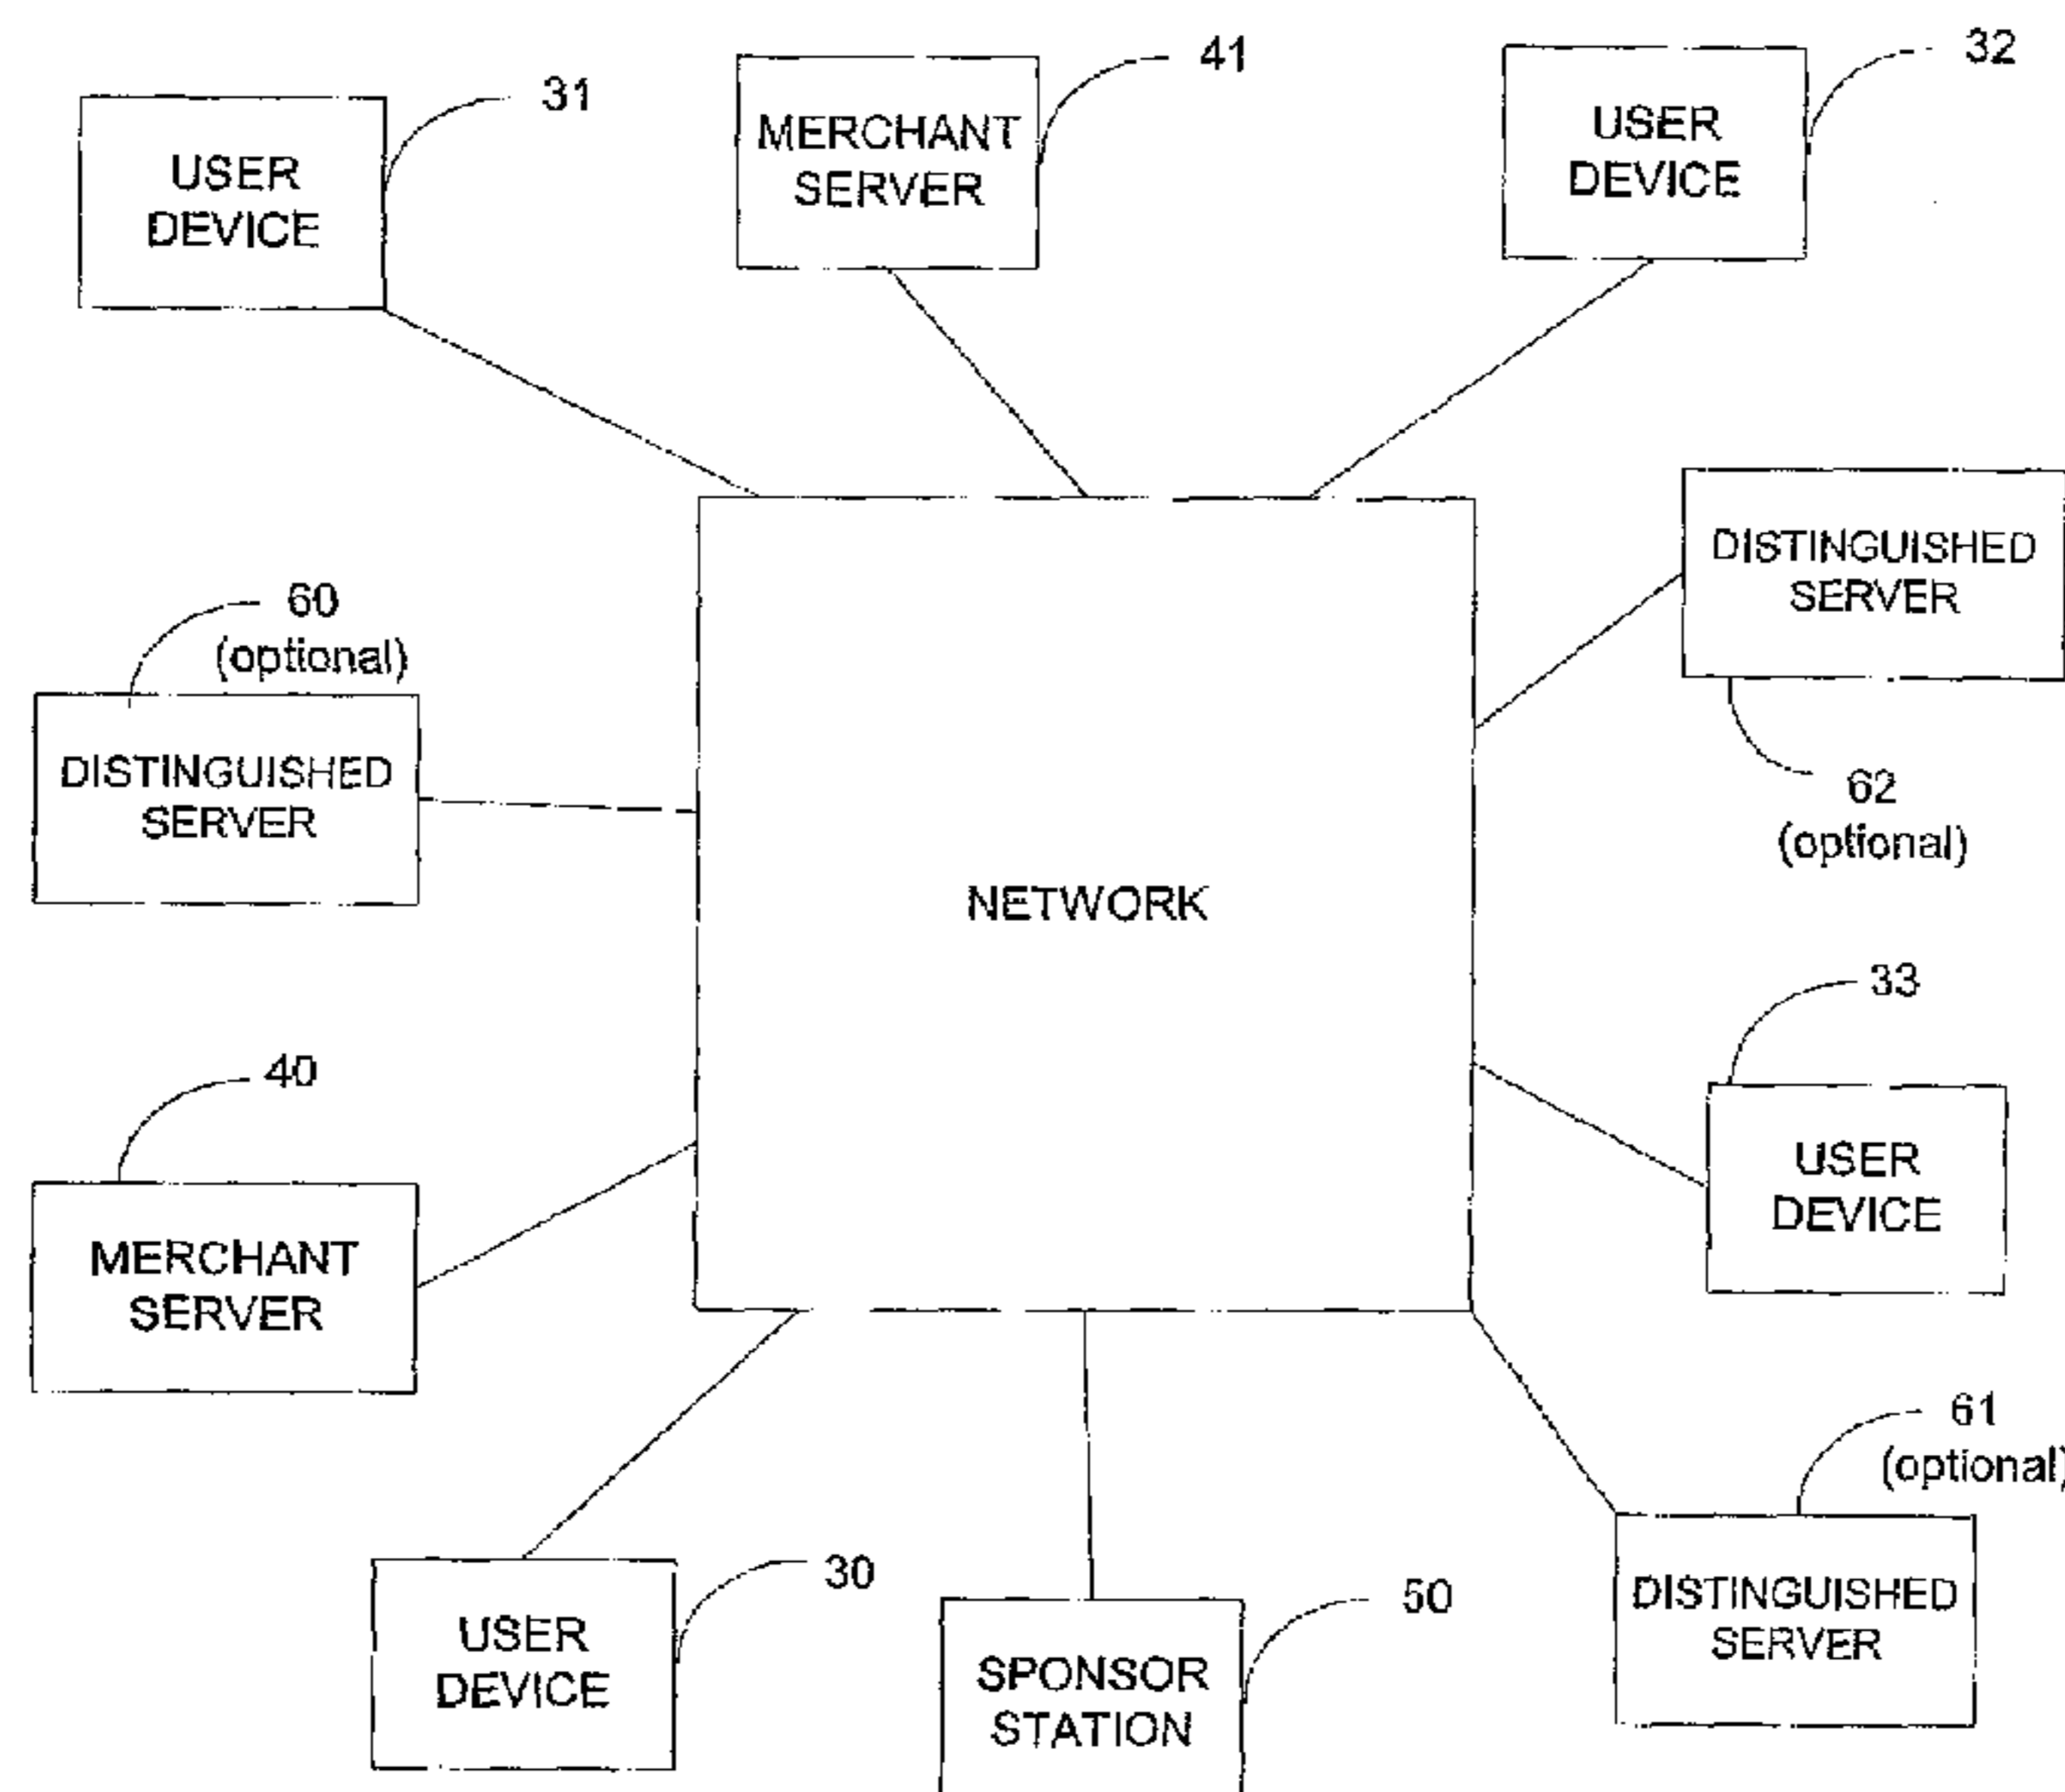 31
41
32
USER
DEVICE
MERCHANT
SERVER
USER
DEVICE
60
(optional)
DISTINGUISHED
SERVER
DISTINGUISHED
SERVER
62
(optional)
NETWORK
33
40
USER
DEVICE
MERCHANT
SERVER
61
(optional)
30
50
USER
DEVICE
SPONSOR
STATION
DISTINGUISHED
SERVER